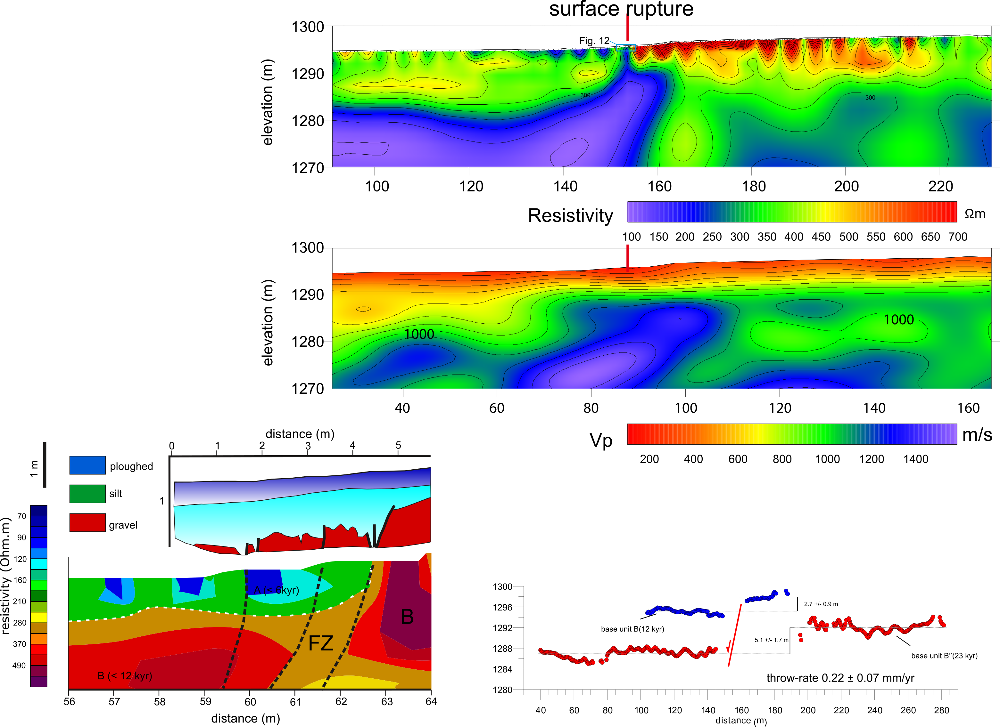 surface rupture
1300
1290
1280
1270
elevation (m)
Fig. 12
300
300
100 120 140 160 180 200 220
Resistivity
Ωm
100 150 200 250 300 350 400 450 500 550 600 650 700
1300
1290
1280
1270
elevation (m)
1000
1000
40 60 80 100 120 140 160
Vp
m/s
200 400 600 800 1000 1200 1400
distance (m)
0 1 2 3 4 5
1
1 m
ploughed
silt
gravel
resistivity (Ohm.m)
70
90
120
160
210
280
370
490
A (< 6kyr)
B
FZ
B (< 12 kyr)
56 57 58 59 60 61 62 63 64
distance (m)
1300
1296
1292
1288
1284
1280
2.7 +/- 0.9 m
base unit B(12 kyr)
5.1 +/- 1.7 m
base unit B''(23 kyr)
throw-rate 0.22 ± 0.07 mm/yr
40 60 80 100 120 140 160 180 200 220 240 260 280
distance (m)